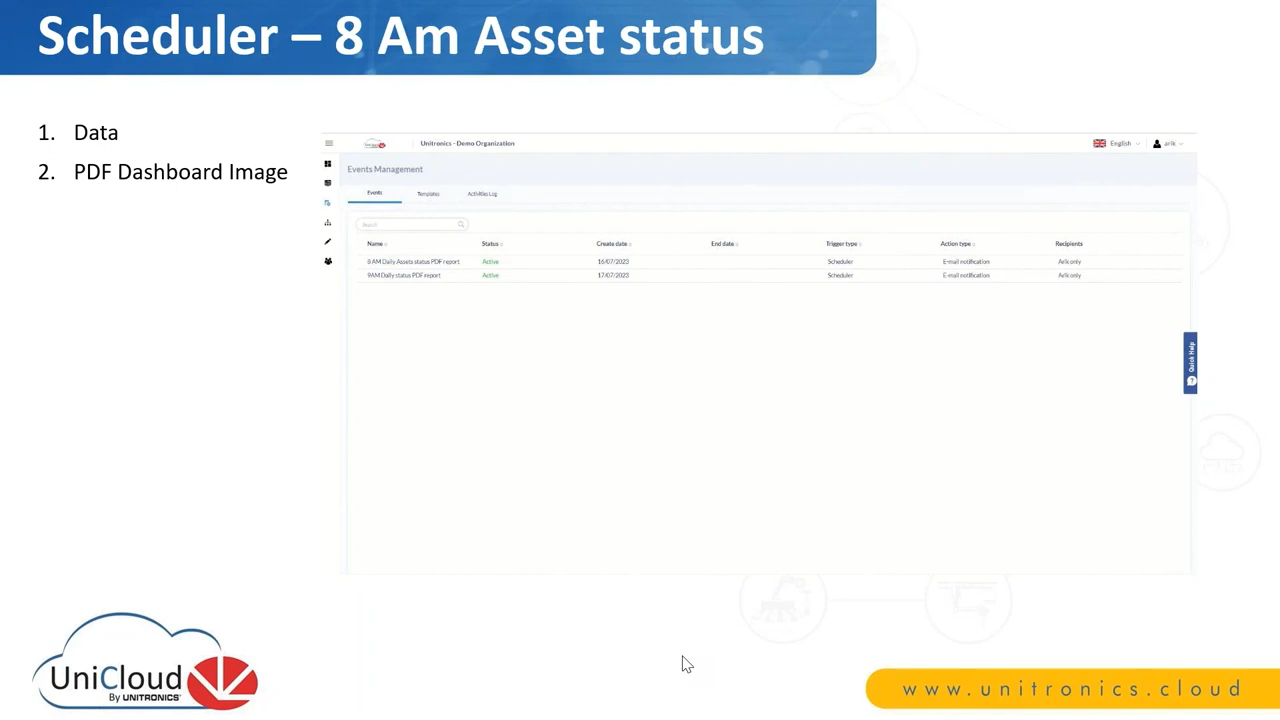 Scheduler – 8 Am Asset status
1. Data
2. PDF Dashboard Image
Unitronics - Demo Organization
English
arik
Events Management
Events Templates Activities Log
Search
Name Status Create date End date Trigger type Action type Recipients
8 AM Daily Assets status PDF report Active 16/07/2023 Scheduler E-mail notification Arik only
9AM Daily status PDF report Active 17/07/2023 Scheduler E-mail notification Arik only
Quick Help
UniCloud
By UNITRONICS
www.unitronics.cloud